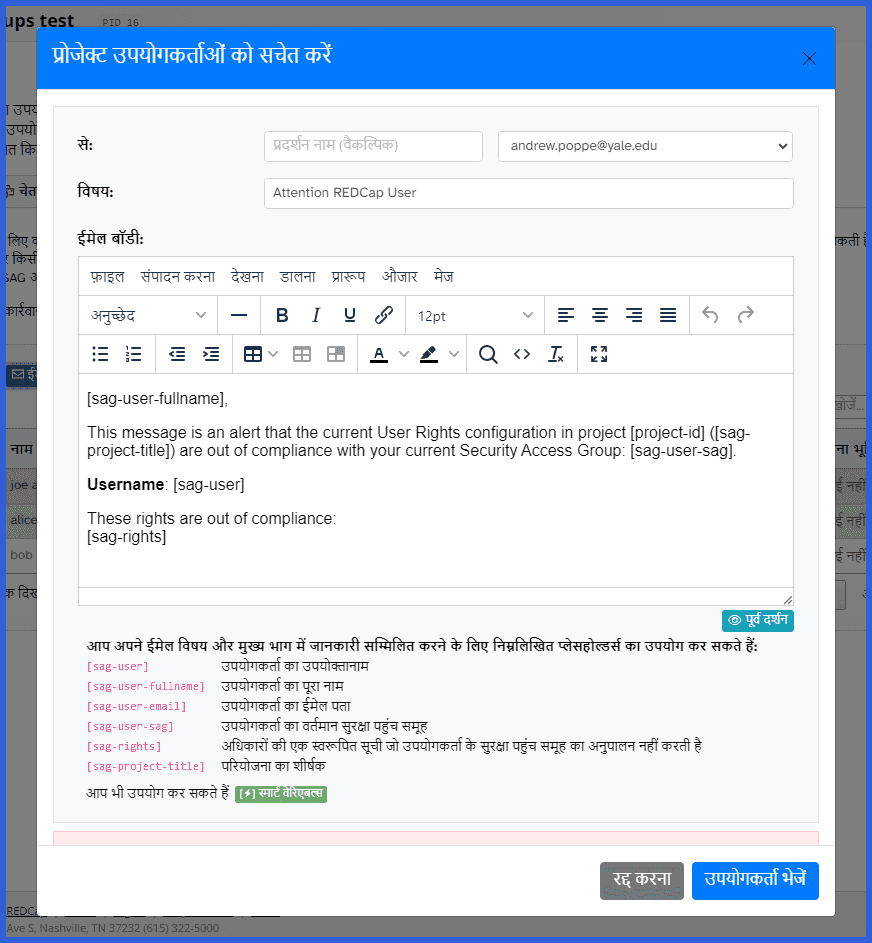 ups test PID 16
प्रोजेक्ट उपयोगकर्ताओं को सचेत करें
से: प्रदर्शन नाम (वैकल्पिक) andrew.poppe@yale.edu
विषय: Attention REDCap User
ईमेल बॉडी:
फ़ाइल संपादन करना देखना डालना प्रारूप औजार मेज
अनुच्छेद B I U 12pt
[sag-user-fullname],
This message is an alert that the current User Rights configuration in project [project-id] ([sag-
project-title]) are out of compliance with your current Security Access Group: [sag-user-sag].
Username: [sag-user]
These rights are out of compliance:
[sag-rights]
पूर्व दर्शन
आप अपने ईमेल विषय और मुख्य भाग में जानकारी सम्मिलित करने के लिए निम्नलिखित प्लेसहोल्डर्स का उपयोग कर सकते हैं:
[sag-user] उपयोगकर्ता का उपयोक्तानाम
[sag-user-fullname] उपयोगकर्ता का पूरा नाम
[sag-user-email] उपयोगकर्ता का ईमेल पता
[sag-user-sag] उपयोगकर्ता का वर्तमान सुरक्षा पहुंच समूह
[sag-rights] अधिकारों की एक स्वरूपित सूची जो उपयोगकर्ता के सुरक्षा पहुंच समूह का अनुपालन नहीं करती है
[sag-project-title] परियोजना का शीर्षक
आप भी उपयोग कर सकते हैं स्मार्ट वेरिएबल्स
रद्द करना उपयोगकर्ता भेजें
नाम
joe
alice
bob
Ave S, Nashville, TN 37232 (615) 322-5000